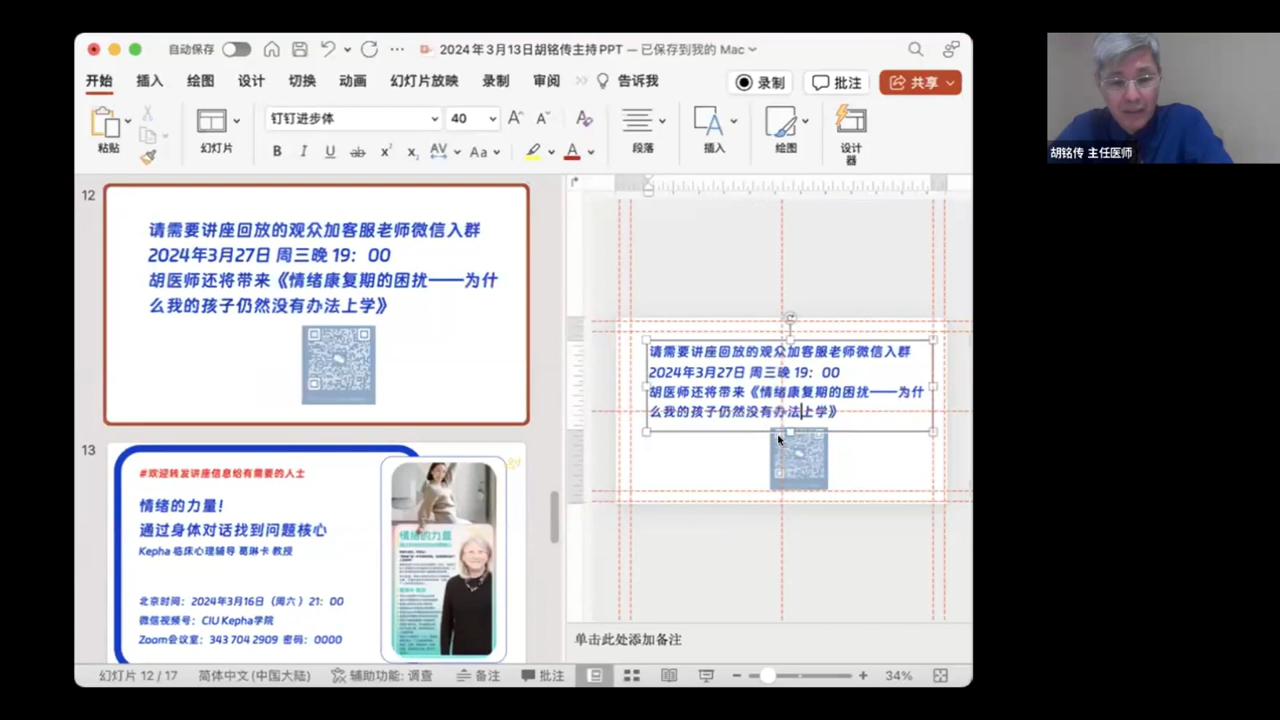 自动保存
2024年3月13日胡铭传主持PPT — 已保存到我的 Mac
开始 插入 绘图 设计 切换 动画 幻灯片放映 录制 审阅 告诉我
录制 批注 共享
粘贴
幻灯片
钉钉进步体 40
B I U ab x² x₂ AV Aa A
段落
插入
绘图
设计器
12
请需要讲座回放的观众加客服老师微信入群
2024年3月27日 周三晚 19：00
胡医师还将带来《情绪康复期的困扰——为什
么我的孩子仍然没有办法上学》
13
#欢迎转发讲座信息给有需要的人士
情绪的力量!
通过身体对话找到问题核心
Kepha 临床心理辅导 葛琳卡 教授
北京时间：2024年3月16日（周六）21：00
微信视频号：CIU Kepha学院
Zoom会议室：343 704 2909 密码：0000
情绪的力量
请需要讲座回放的观众加客服老师微信入群
2024年3月27日 周三晚 19：00
胡医师还将带来《情绪康复期的困扰——为什
么我的孩子仍然没有办法上学》
单击此处添加备注
幻灯片 12 / 17 简体中文 (中国大陆) 辅助功能: 调查 备注 批注 34%
胡铭传 主任医师